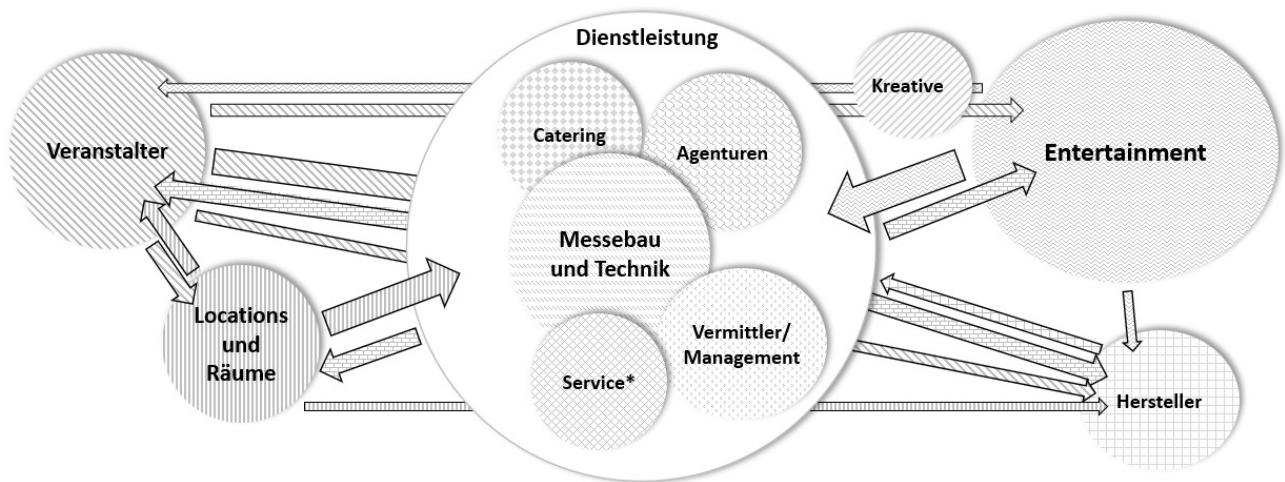 Dienstleistung
Kreative
Catering
Veranstalter
Agenturen
Entertainment
Messebau
und Technik
Locations
und
Räume
Vermittler/
Management
Service*
Hersteller